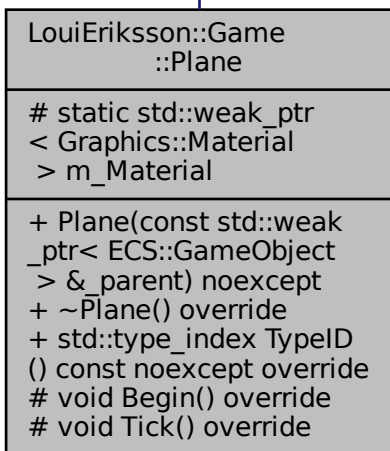 LouiEriksson::Game
::Plane
# static std::weak_ptr
< Graphics::Material
> m_Material
+ Plane(const std::weak
_ptr< ECS::GameObject
> &_parent) noexcept
+ ~Plane() override
+ std::type_index TypeID
() const noexcept override
# void Begin() override
# void Tick() override